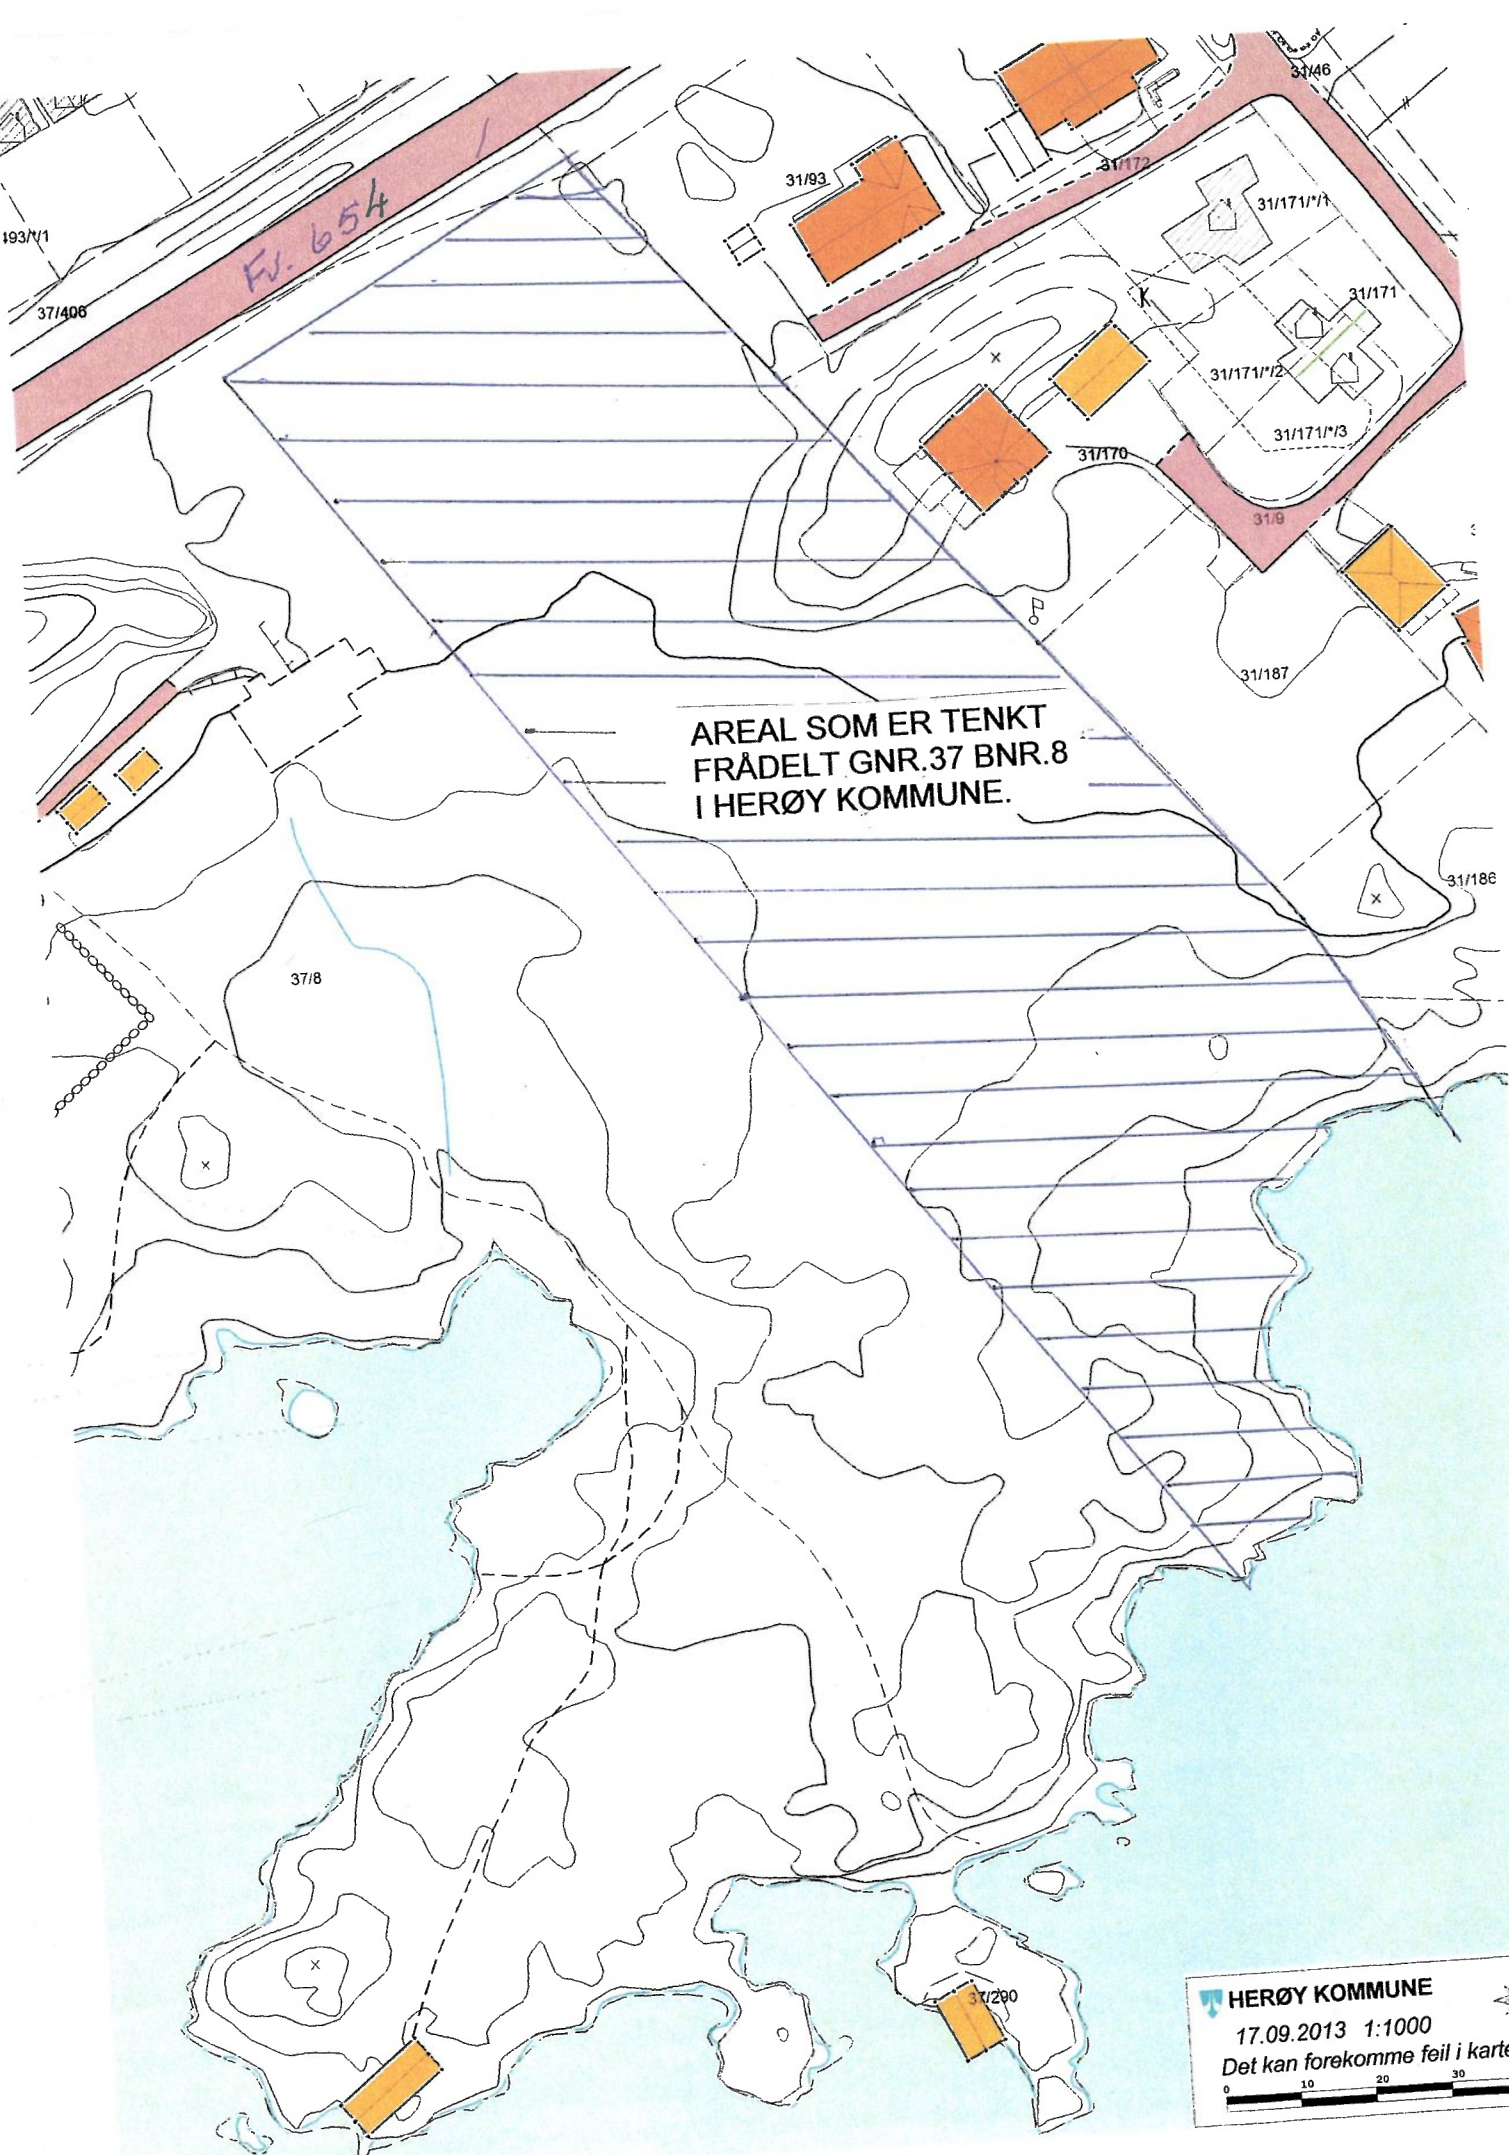 31/46
31/172
31/93
31/171/*/1
493/*/1
Fv. 654
37/406
31/171
31/171/*/2
31/171/*/3
31/170
31/9
31/187
AREAL SOM ER TENKT
FRÅDELT GNR.37 BNR.8
I HERØY KOMMUNE.
31/186
37/8
37/290
HERØY KOMMUNE
17.09.2013 1:1000
Det kan forekomme feil i karte
0 10 20 30